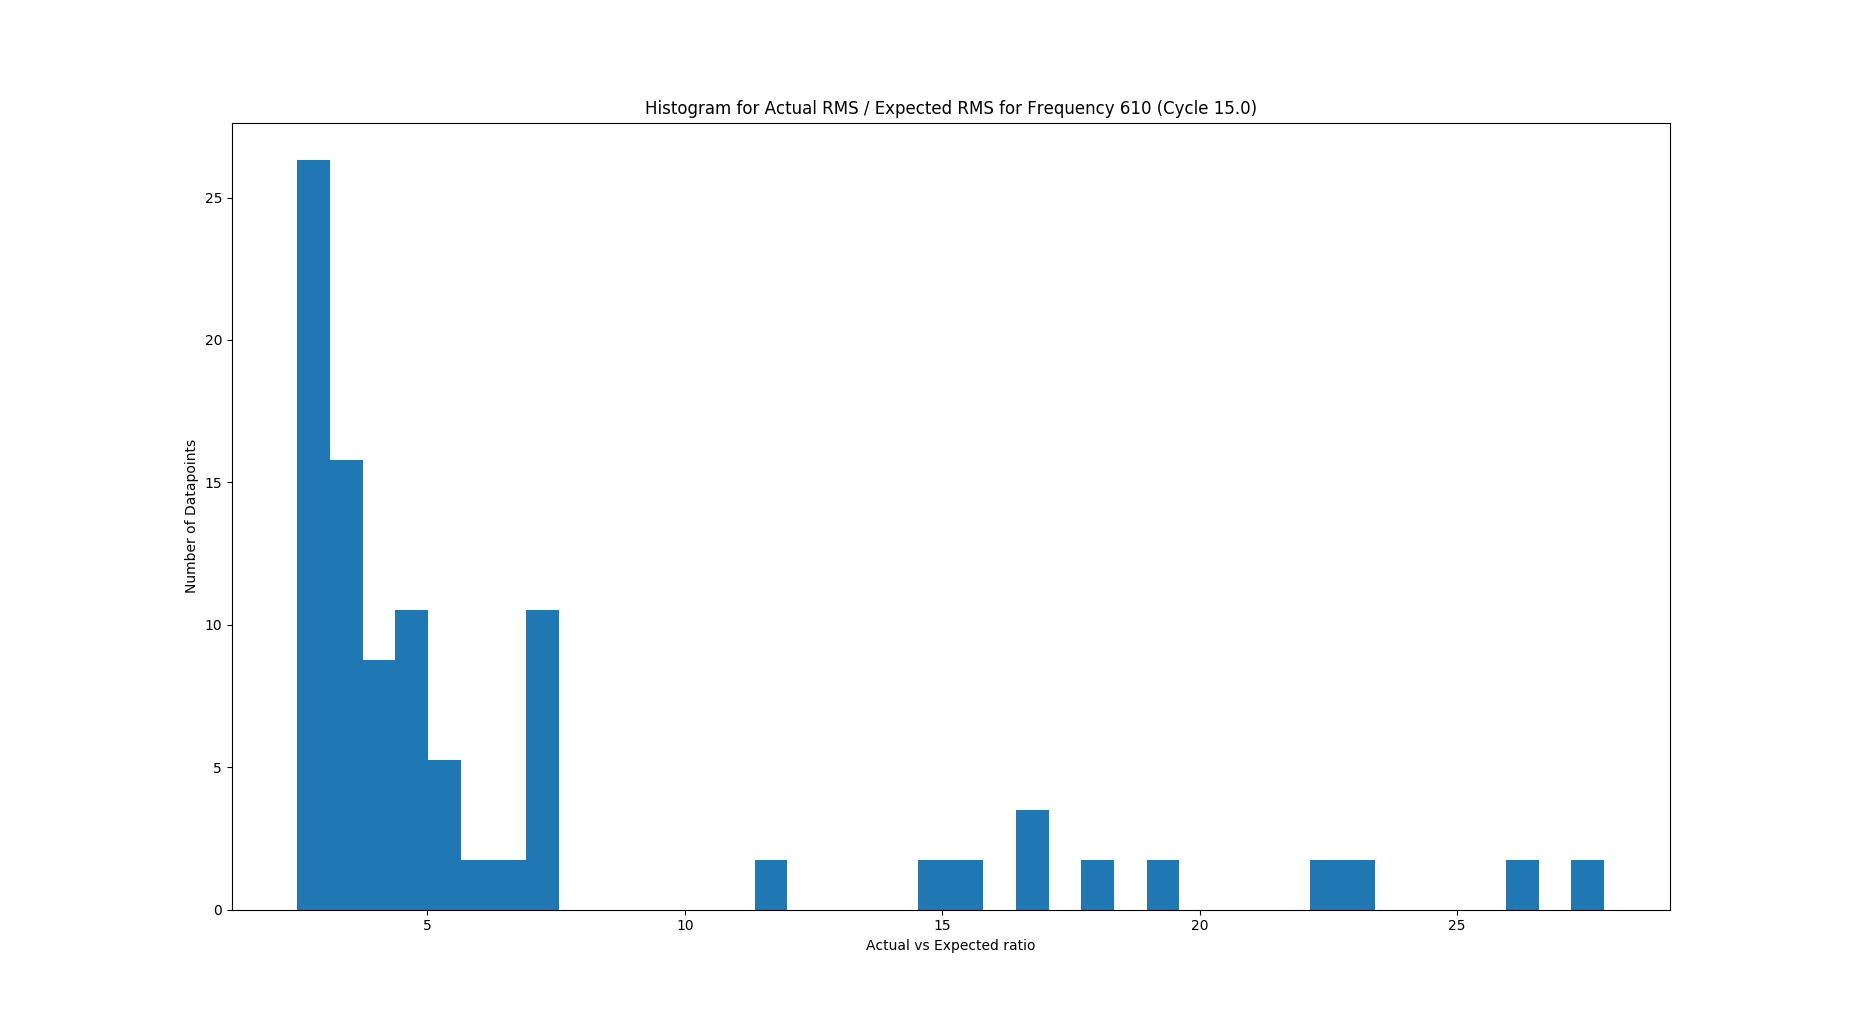 Histogram for Actual RMS / Expected RMS for Frequency 610 (Cycle 15.0)
25
20
15
10
5
0
Number of Datapoints
5 10 15 20 25
Actual vs Expected ratio